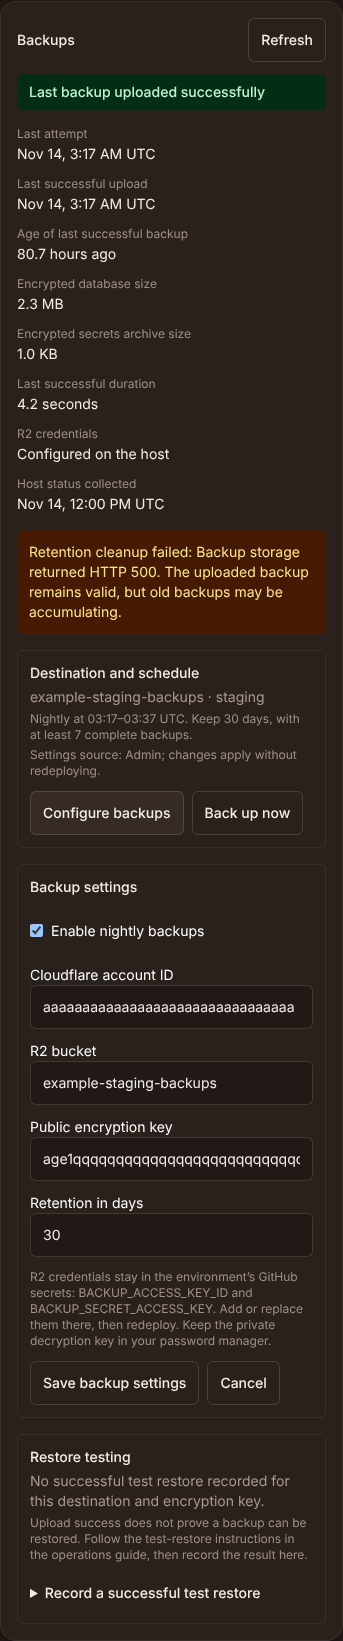 Backups
Refresh
Last backup uploaded successfully
Last attempt
Nov 14, 3:17 AM UTC
Last successful upload
Nov 14, 3:17 AM UTC
Age of last successful backup
80.7 hours ago
Encrypted database size
2.3 MB
Encrypted secrets archive size
1.0 KB
Last successful duration
4.2 seconds
R2 credentials
Configured on the host
Host status collected
Nov 14, 12:00 PM UTC
Retention cleanup failed: Backup storage
returned HTTP 500. The uploaded backup
remains valid, but old backups may be
accumulating.
Destination and schedule
example-staging-backups · staging
Nightly at 03:17–03:37 UTC. Keep 30 days, with
at least 7 complete backups.
Settings source: Admin; changes apply without
redeploying.
Configure backups
Back up now
Backup settings
Enable nightly backups
Cloudflare account ID
aaaaaaaaaaaaaaaaaaaaaaaaaaaaaaaa
R2 bucket
example-staging-backups
Public encryption key
age1qqqqqqqqqqqqqqqqqqqqqqqqqqq
Retention in days
30
R2 credentials stay in the environment's GitHub
secrets: BACKUP_ACCESS_KEY_ID and
BACKUP_SECRET_ACCESS_KEY. Add or replace
them there, then redeploy. Keep the private
decryption key in your password manager.
Save backup settings
Cancel
Restore testing
No successful test restore recorded for
this destination and encryption key.
Upload success does not prove a backup can be
restored. Follow the test-restore instructions in
the operations guide, then record the result here.
Record a successful test restore